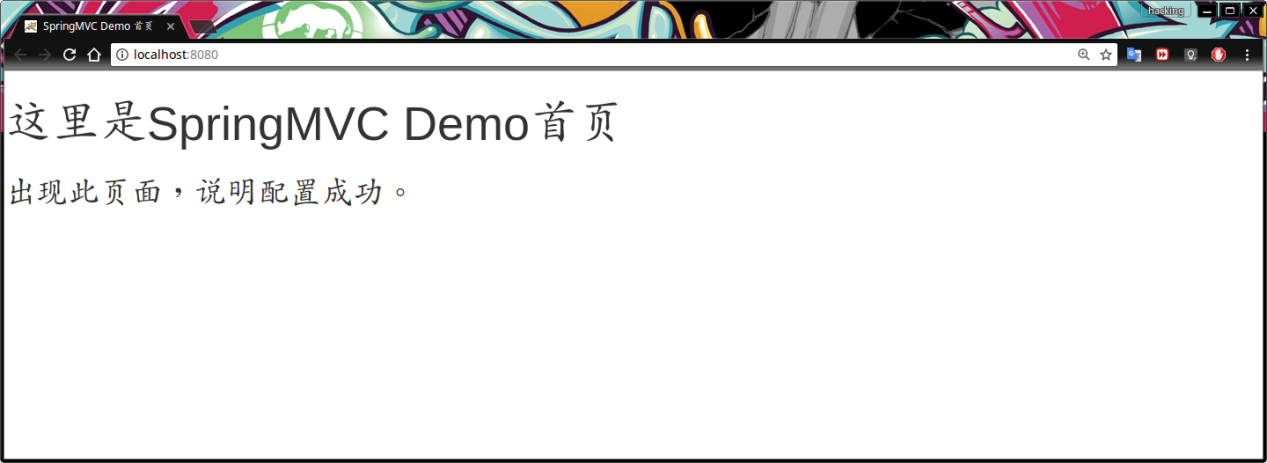 hacking
SpringMVC Demo 首页
localhost:8080
这里是SpringMVC Demo首页
出现此页面，说明配置成功。